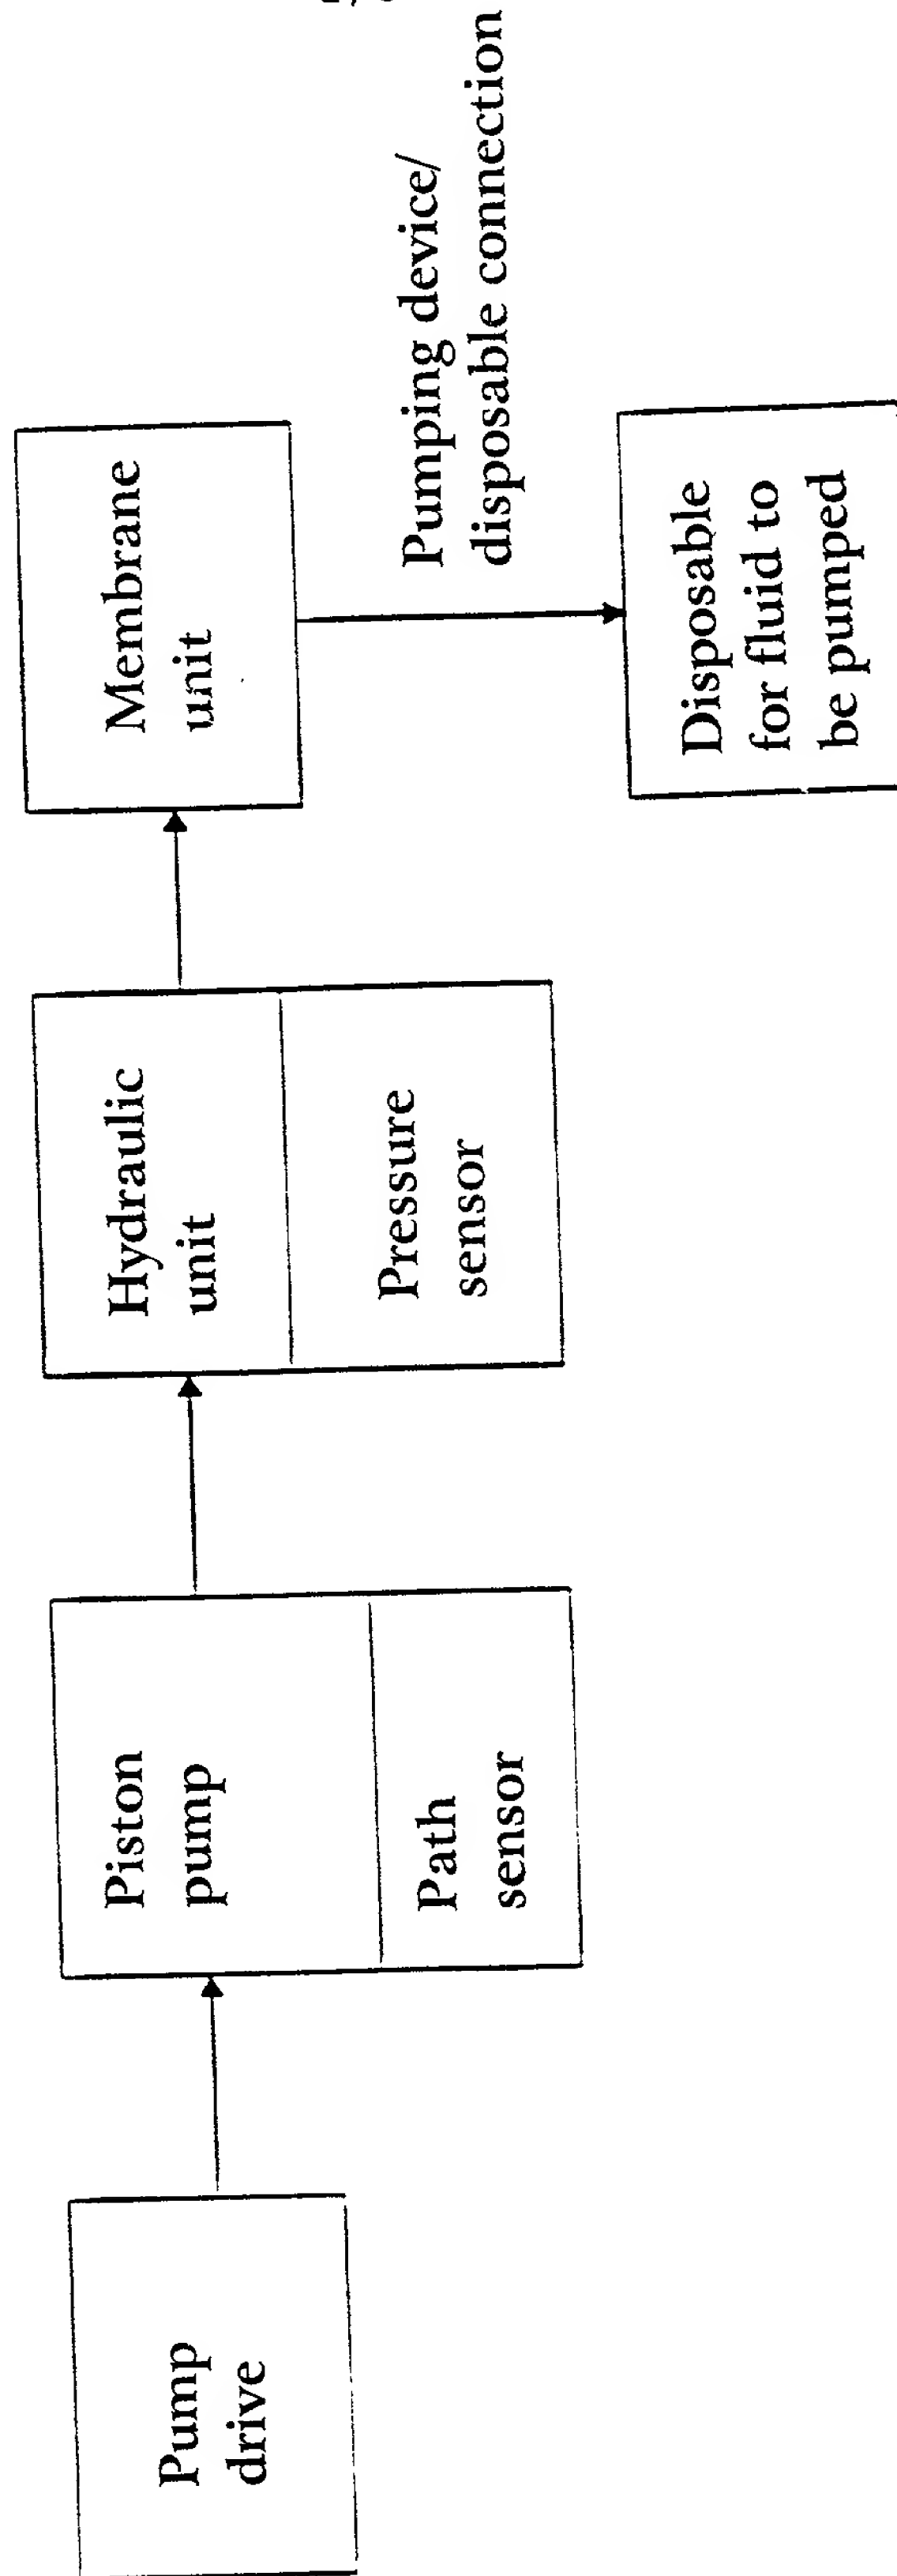 Pump
drive
Piston
pump
Path
sensor
Hydraulic
unit
Pressure
sensor
Membrane
unit
Pumping device/
disposable connection
Disposable
for fluid to
be pumped